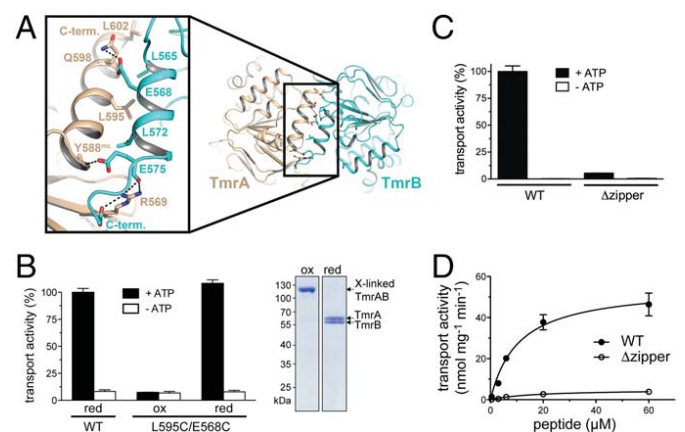 A
C-term.
L602
Q598
L565
E568
L595
L572
Y588mc
E575
R569
C-term.
TmrA
TmrB
B
transport activity (%)
100
75
50
25
0
+ ATP
- ATP
red
ox
red
WT
L595C/E568C
ox
red
130
100
70
55
40
35
25
kDa
X-linked
TmrAB
TmrA
TmrB
C
transport activity (%)
100
75
50
25
0
+ ATP
- ATP
WT
Δzipper
D
transport activity
(nmol mg⁻¹ min⁻¹)
60
40
20
0
WT
Δzipper
0
20
40
60
peptide (µM)